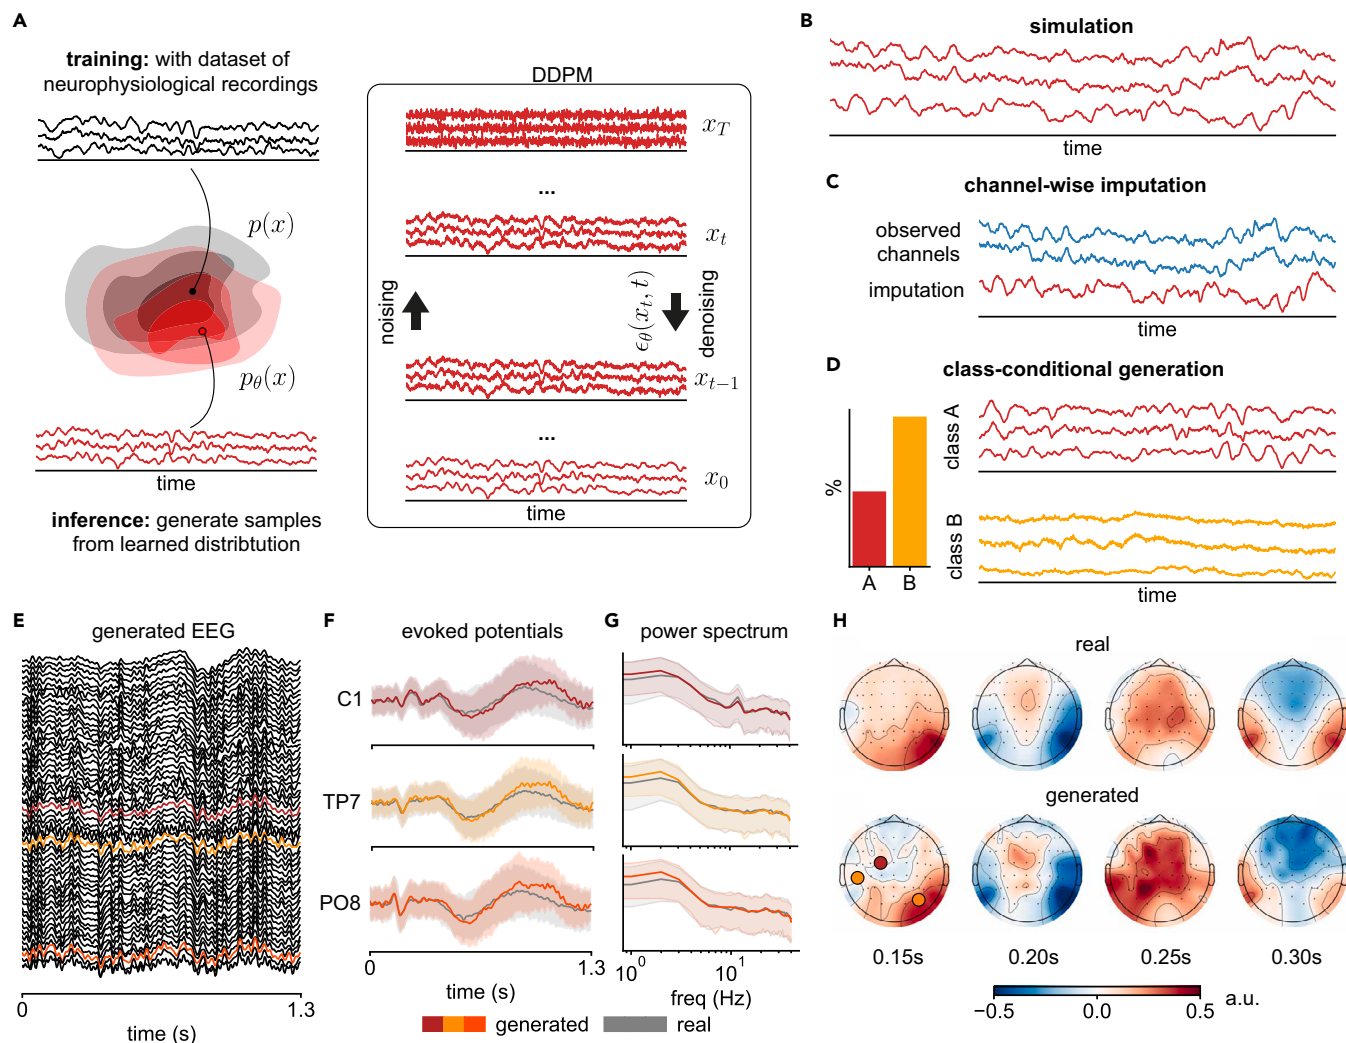 A
training: with dataset of
neurophysiological recordings
p(x)
pθ(x)
time
inference: generate samples
from learned distribtution
DDPM
xT
...
xt
noising
ϵθ(xt, t)
denoising
xt−1
...
x0
time
B
simulation
time
C
channel-wise imputation
observed
channels
imputation
time
D
class-conditional generation
%
A
B
class A
class B
time
E
generated EEG
0
1.3
time (s)
F
evoked potentials
C1
TP7
PO8
0
1.3
time (s)
G
power spectrum
10^0
10^1
freq (Hz)
generated
real
H
real
generated
0.15s
0.20s
0.25s
0.30s
−0.5
0.0
0.5
a.u.